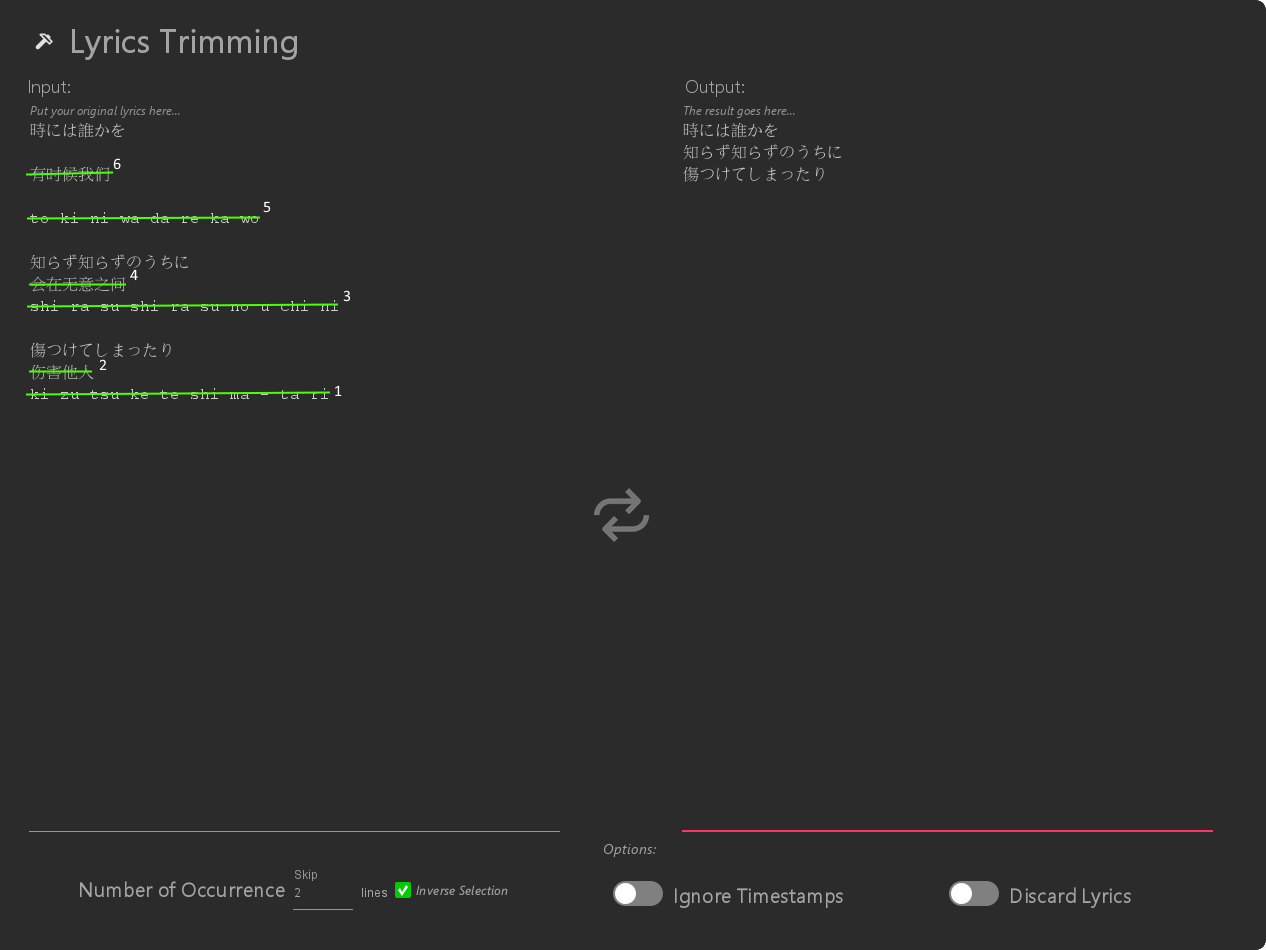 Lyrics Trimming
Input:
Put your original lyrics here...
時には誰かを
有时候我们 6
to ki ni wa da re ka wo 5
知らず知らずのうちに
会在无意之间 4
shi ra su shi ra su no u chi ni 3
傷つけてしまったり
伤害他人 2
ki zu tsu ke te shi ma - ta ri 1
Output:
The result goes here...
時には誰かを
知らず知らずのうちに
傷つけてしまったり
Options:
Number of Occurrence
Skip
2
lines
Inverse Selection
Ignore Timestamps
Discard Lyrics